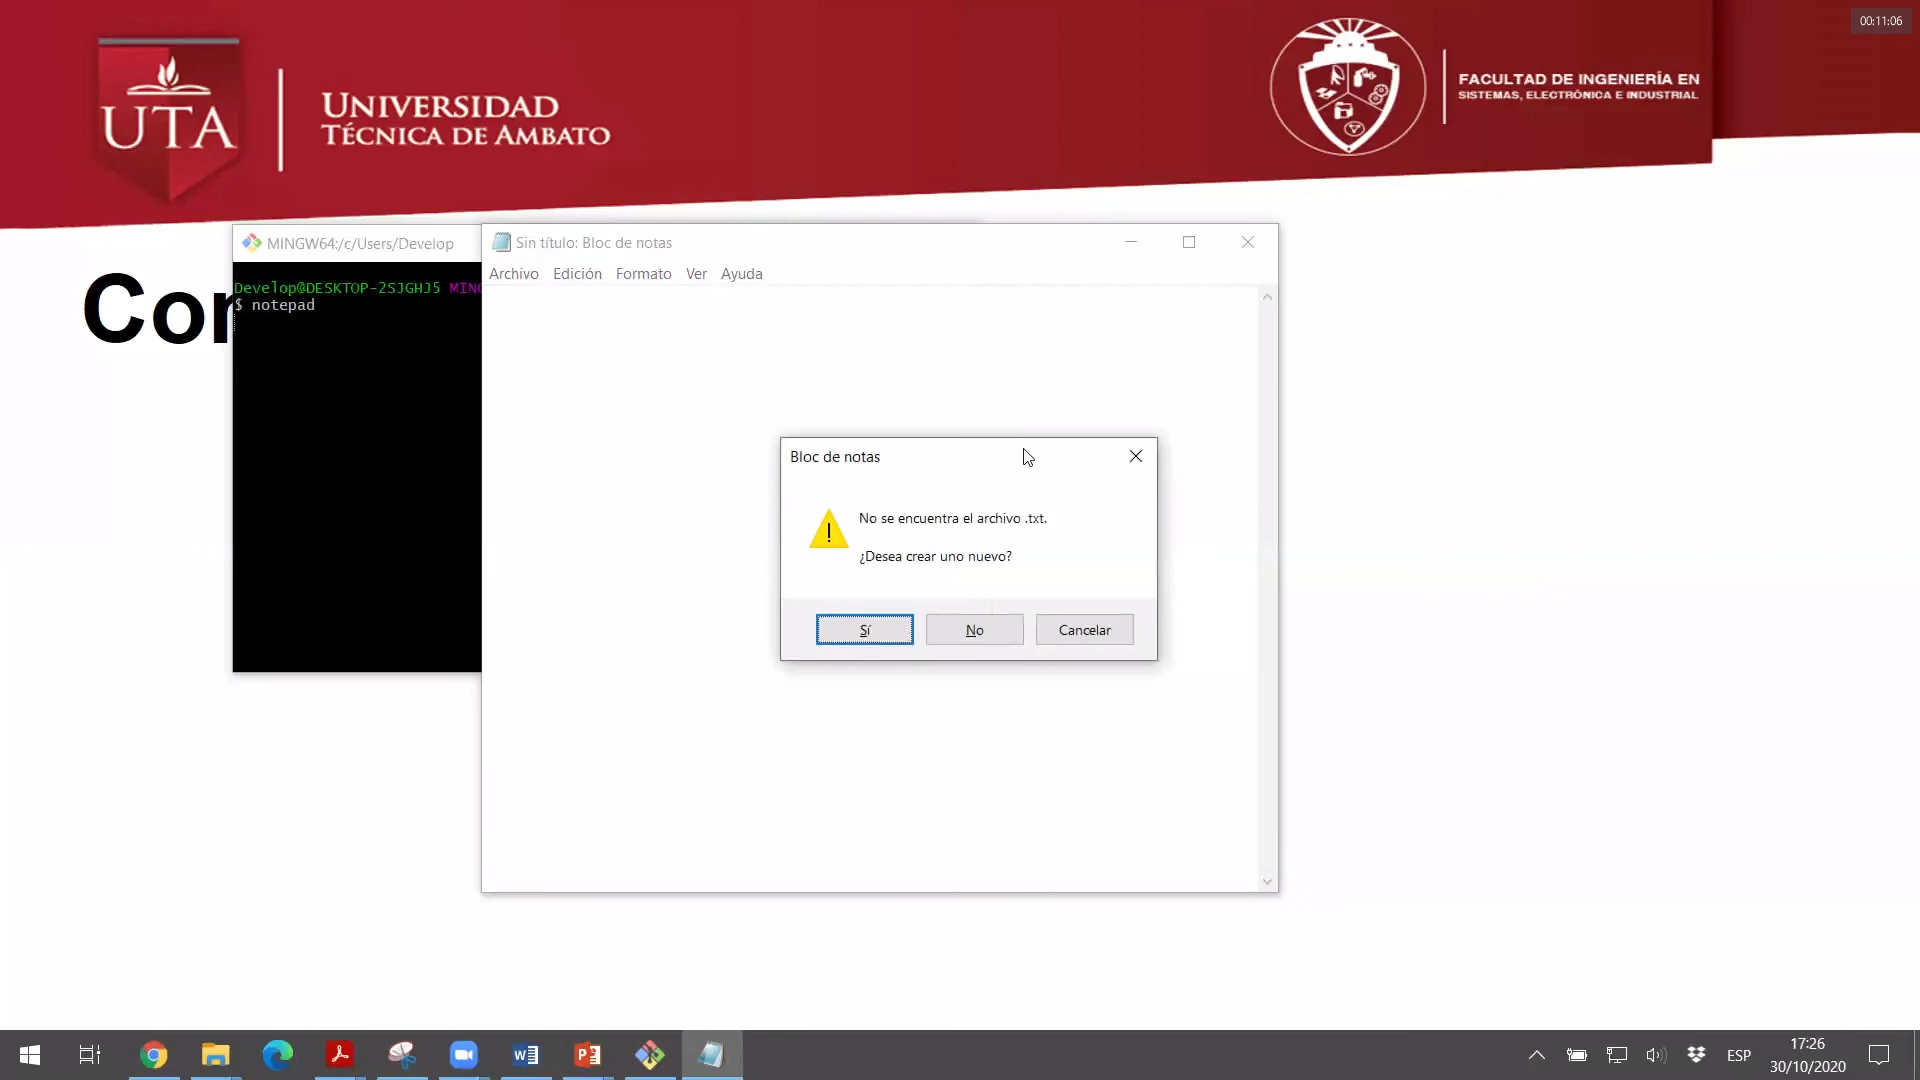 00:11:06
UTA
UNIVERSIDAD
TÉCNICA DE AMBATO
FACULTAD DE INGENIERÍA EN
SISTEMAS, ELECTRÓNICA E INDUSTRIAL
MINGW64:/c/Users/Develop
Develop@DESKTOP-2SJGHJ5 MING
$ notepad
Sin título: Bloc de notas
Archivo Edición Formato Ver Ayuda
Bloc de notas
No se encuentra el archivo .txt.
¿Desea crear uno nuevo?
Sí No Cancelar
ESP
17:26
30/10/2020